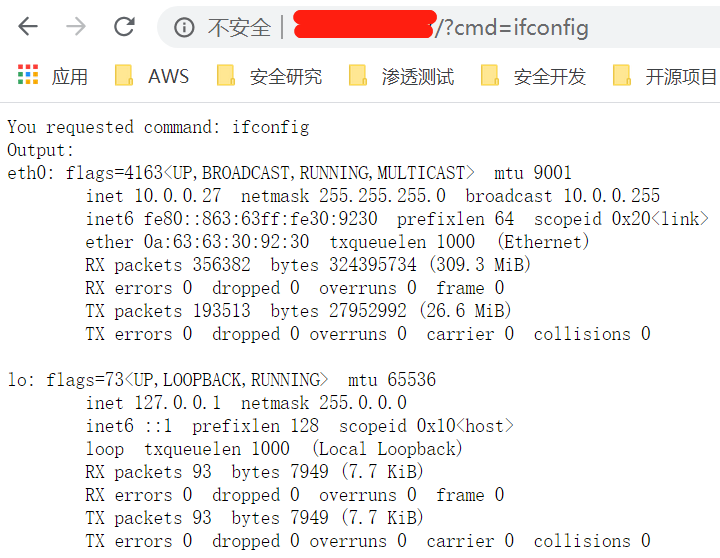 不安全 | /?cmd=ifconfig
应用 AWS 安全研究 渗透测试 安全开发 开源项目
You requested command: ifconfig
Output:
eth0: flags=4163<UP,BROADCAST,RUNNING,MULTICAST>  mtu 9001
        inet 10.0.0.27  netmask 255.255.255.0  broadcast 10.0.0.255
        inet6 fe80::863:63ff:fe30:9230  prefixlen 64  scopeid 0x20<link>
        ether 0a:63:63:30:92:30  txqueuelen 1000  (Ethernet)
        RX packets 356382  bytes 324395734 (309.3 MiB)
        RX errors 0  dropped 0  overruns 0  frame 0
        TX packets 193513  bytes 27952992 (26.6 MiB)
        TX errors 0  dropped 0 overruns 0  carrier 0  collisions 0

lo: flags=73<UP,LOOPBACK,RUNNING>  mtu 65536
        inet 127.0.0.1  netmask 255.0.0.0
        inet6 ::1  prefixlen 128  scopeid 0x10<host>
        loop  txqueuelen 1000  (Local Loopback)
        RX packets 93  bytes 7949 (7.7 KiB)
        RX errors 0  dropped 0  overruns 0  frame 0
        TX packets 93  bytes 7949 (7.7 KiB)
        TX errors 0  dropped 0 overruns 0  carrier 0  collisions 0